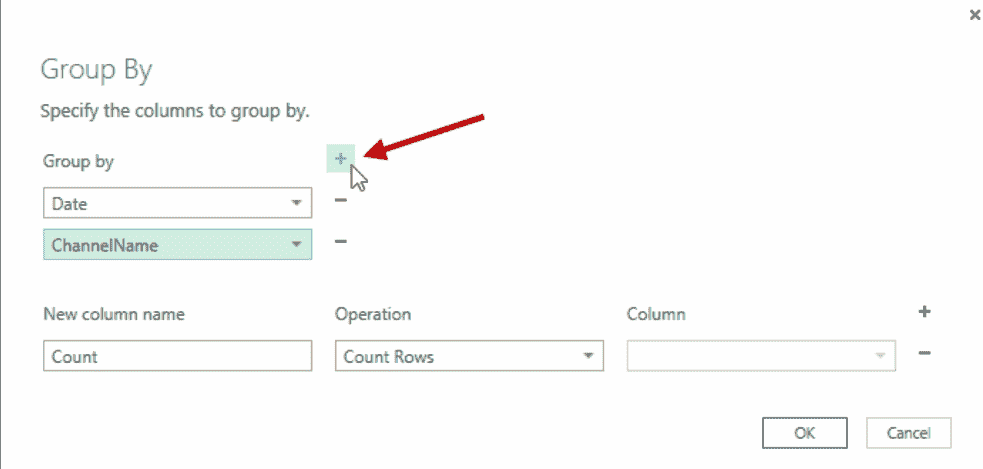 Group By
Specify the columns to group by.
Group by +
Date −
ChannelName −
New column name Operation Column +
Count Count Rows −
OK Cancel